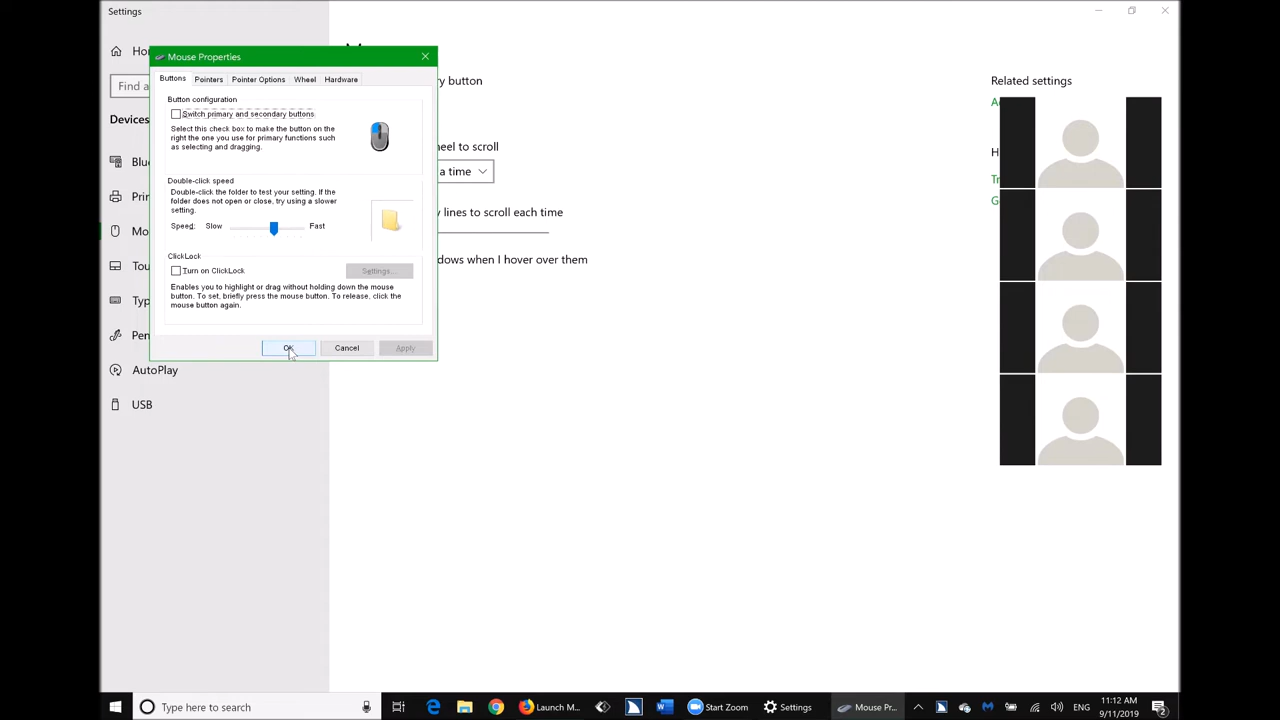 Settings
Mouse Properties
Buttons Pointers Pointer Options Wheel Hardware
Button configuration
Switch primary and secondary buttons
Select this check box to make the button on the
right the one you use for primary functions such
as selecting and dragging.
Double-click speed
Double-click the folder to test your setting. If the
folder does not open or close, try using a slower
setting.
Speed: Slow Fast
ClickLock
Turn on ClickLock Settings...
Enables you to highlight or drag without holding down the mouse
button. To set, briefly press the mouse button. To release, click the
mouse button again.
OK Cancel Apply
Find a
Devices
AutoPlay
USB
y button
heel to scroll
a time
y lines to scroll each time
dows when I hover over them
Related settings
Type here to search
Launch M...
Start Zoom
Settings
Mouse Pr...
ENG
11:12 AM
9/11/2019
2